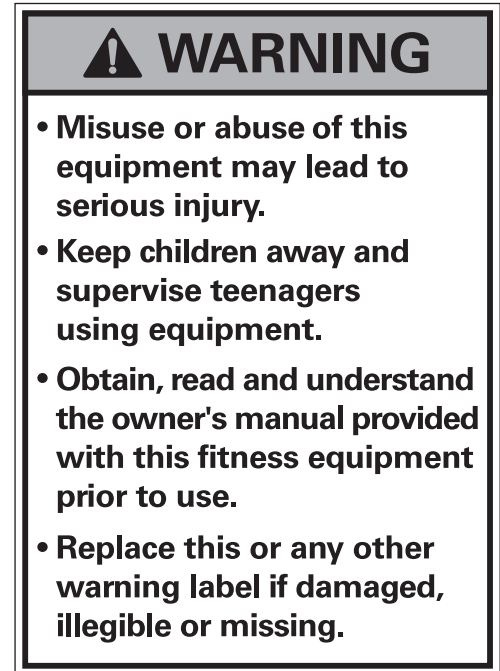 WARNING
• Misuse or abuse of this
equipment may lead to
serious injury.
• Keep children away and
supervise teenagers
using equipment.
• Obtain, read and understand
the owner's manual provided
with this fitness equipment
prior to use.
• Replace this or any other
warning label if damaged,
illegible or missing.